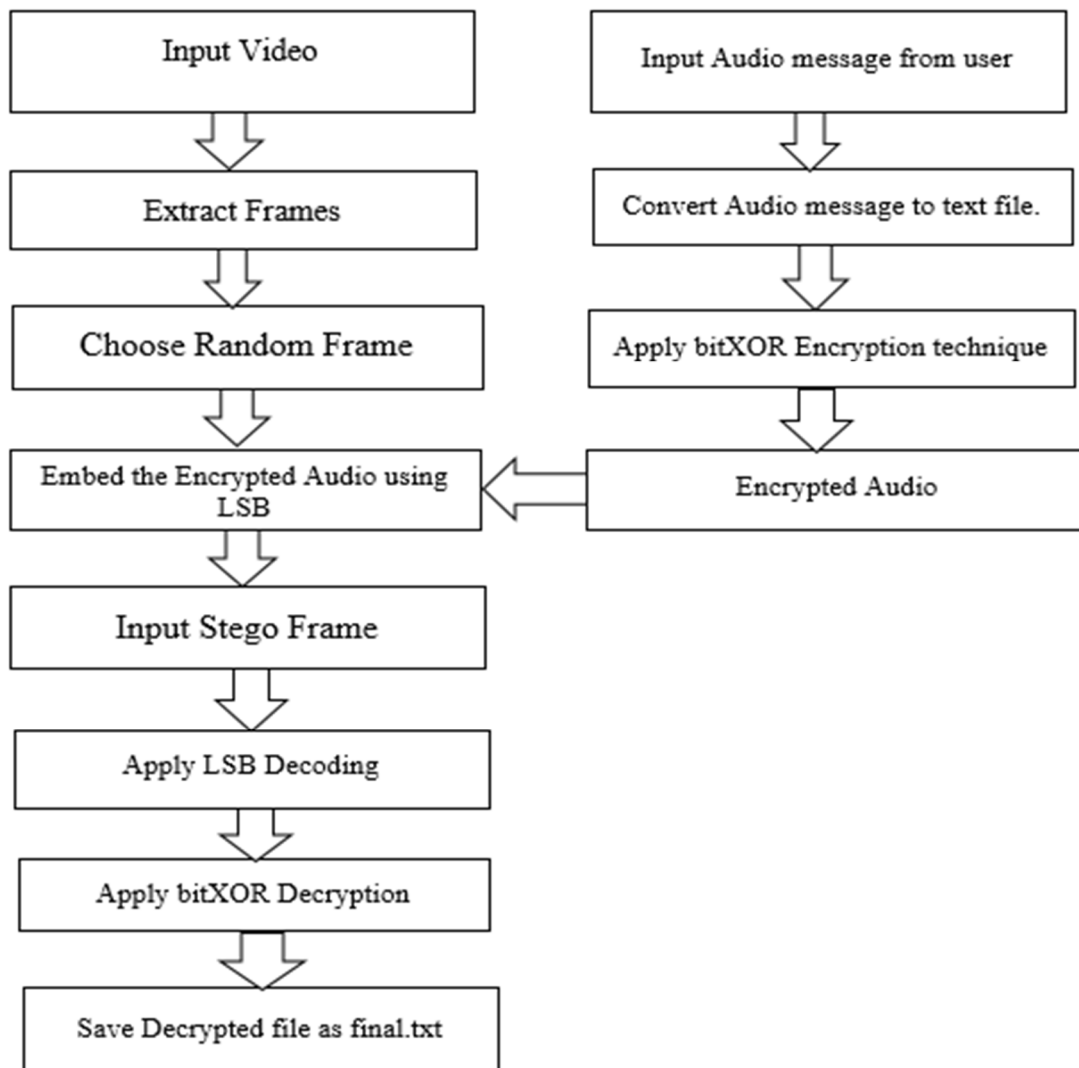 Input Video
Extract Frames
Choose Random Frame
Embed the Encrypted Audio using
LSB
Input Stego Frame
Apply LSB Decoding
Apply bitXOR Decryption
Save Decrypted file as final.txt
Input Audio message from user
Convert Audio message to text file.
Apply bitXOR Encryption technique
Encrypted Audio